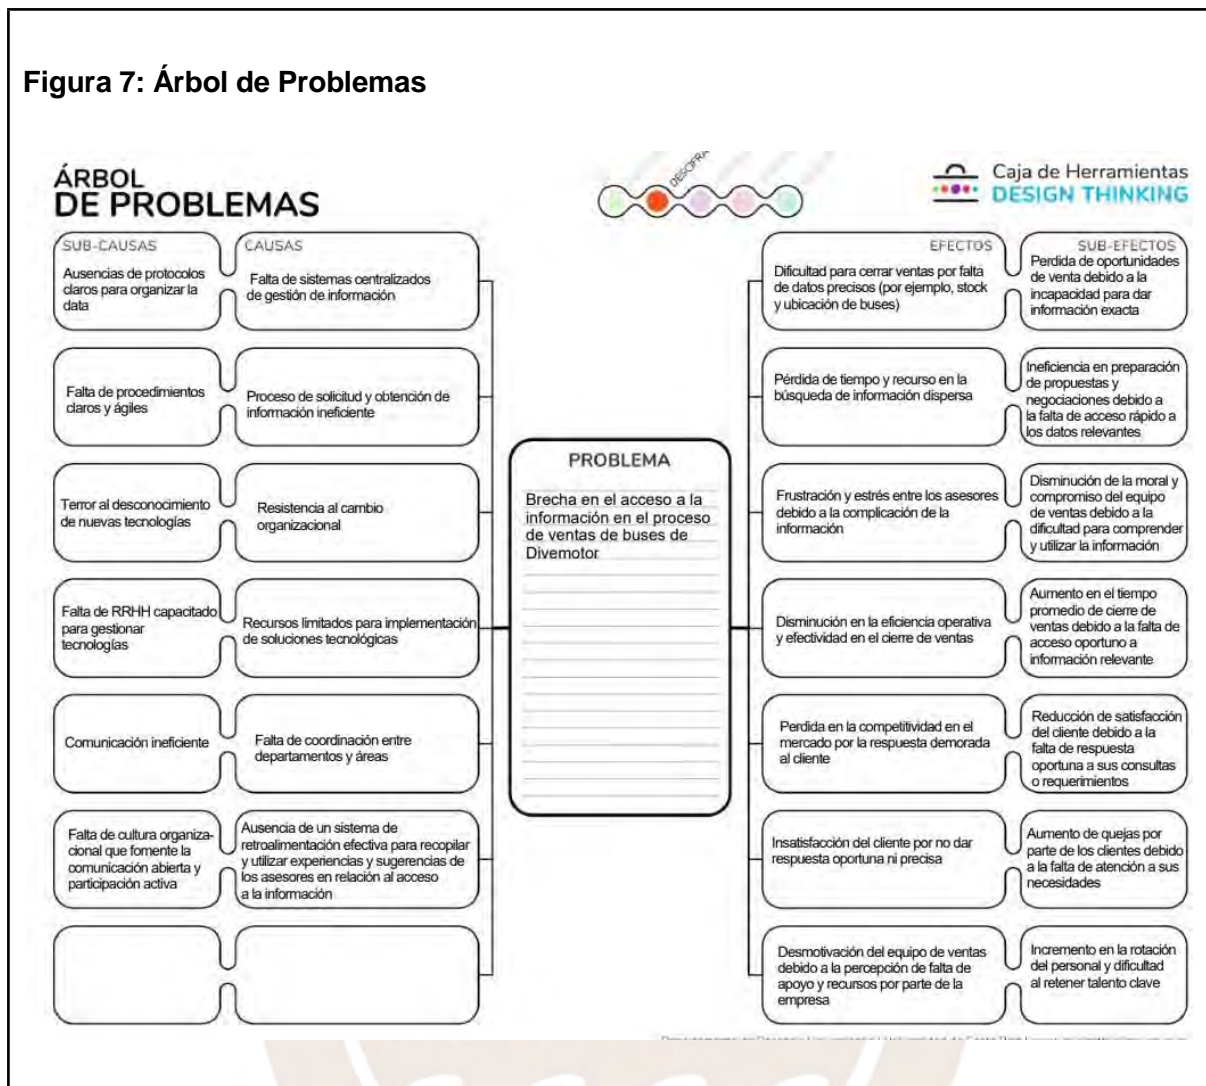 Figura 7: Árbol de Problemas
ÁRBOL
DE PROBLEMAS
Caja de Herramientas
DESIGN THINKING
SUB-CAUSAS
Ausencias de protocolos
claros para organizar la
data
CAUSAS
Falta de sistemas centralizados
de gestión de información
Falta de procedimientos
claros y ágiles
Proceso de solicitud y obtención de
información ineficiente
Terror al desconocimiento
de nuevas tecnologías
Resistencia al cambio
organizacional
Falta de RRHH capacitado
para gestionar
tecnologías
Recursos limitados para implementación
de soluciones tecnológicas
Comunicación ineficiente
Falta de coordinación entre
departamentos y áreas
Falta de cultura organiza-
cional que fomente la
comunicación abierta y
participación activa
Ausencia de un sistema de
retroalimentación efectiva para recopilar
y utilizar experiencias y sugerencias de
los asesores en relación al acceso
a la información
PROBLEMA
Brecha en el acceso a la
información en el proceso
de ventas de buses de
Divemotor
EFECTOS
Dificultad para cerrar ventas por falta
de datos precisos (por ejemplo, stock
y ubicación de buses)
SUB-EFECTOS
Perdida de oportunidades
de venta debido a la
incapacidad para dar
información exacta
Pérdida de tiempo y recurso en la
búsqueda de información dispersa
Ineficiencia en preparación
de propuestas y
negociaciones debido a
la falta de acceso rápido a
los datos relevantes
Frustración y estrés entre los asesores
debido a la complicación de la
información
Disminución de la moral y
compromiso del equipo
de ventas debido a la
dificultad para comprender
y utilizar la información
Disminución en la eficiencia operativa
y efectividad en el cierre de ventas
Aumento en el tiempo
promedio de cierre de
ventas debido a la falta de
acceso oportuno a
información relevante
Perdida en la competitividad en el
mercado por la respuesta demorada
al cliente
Reducción de satisfacción
del cliente debido a la
falta de respuesta
oportuna a sus consultas
o requerimientos
Insatisfacción del cliente por no dar
respuesta oportuna ni precisa
Aumento de quejas por
parte de los clientes debido
a la falta de atención a sus
necesidades
Desmotivación del equipo de ventas
debido a la percepción de falta de
apoyo y recursos por parte de la
empresa
Incremento en la rotación
del personal y dificultad
al retener talento clave